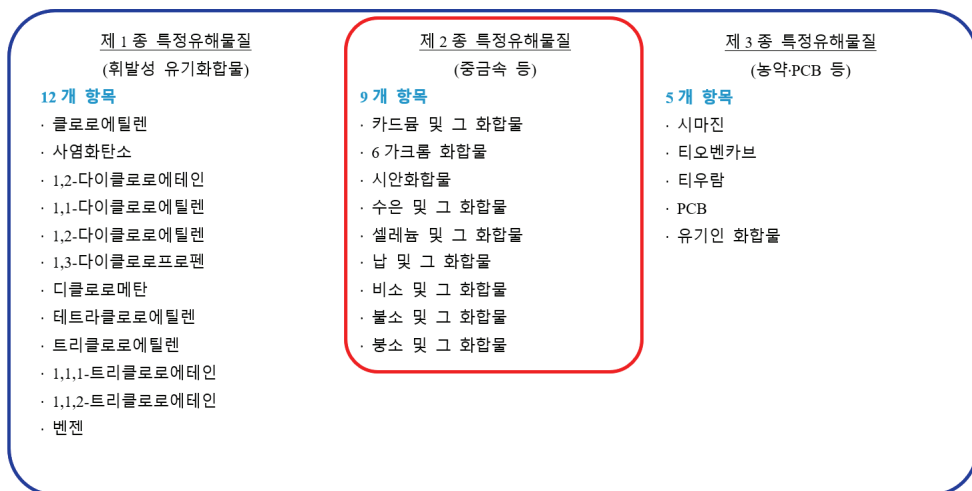 제 1 종 특정유해물질
(휘발성 유기화합물)
12 개 항목
· 클로로에틸렌
· 사염화탄소
· 1,2-다이클로로에테인
· 1,1-다이클로로에틸렌
· 1,2-다이클로로에틸렌
· 1,3-다이클로로프로펜
· 디클로로메탄
· 테트라클로로에틸렌
· 트리클로로에틸렌
· 1,1,1-트리클로로에테인
· 1,1,2-트리클로로에테인
· 벤젠
제 2 종 특정유해물질
(중금속 등)
9 개 항목
· 카드뮴 및 그 화합물
· 6 가크롬 화합물
· 시안화합물
· 수은 및 그 화합물
· 셀레늄 및 그 화합물
· 납 및 그 화합물
· 비소 및 그 화합물
· 불소 및 그 화합물
· 붕소 및 그 화합물
제 3 종 특정유해물질
(농약·PCB 등)
5 개 항목
· 시마진
· 티오벤카브
· 티우람
· PCB
· 유기인 화합물